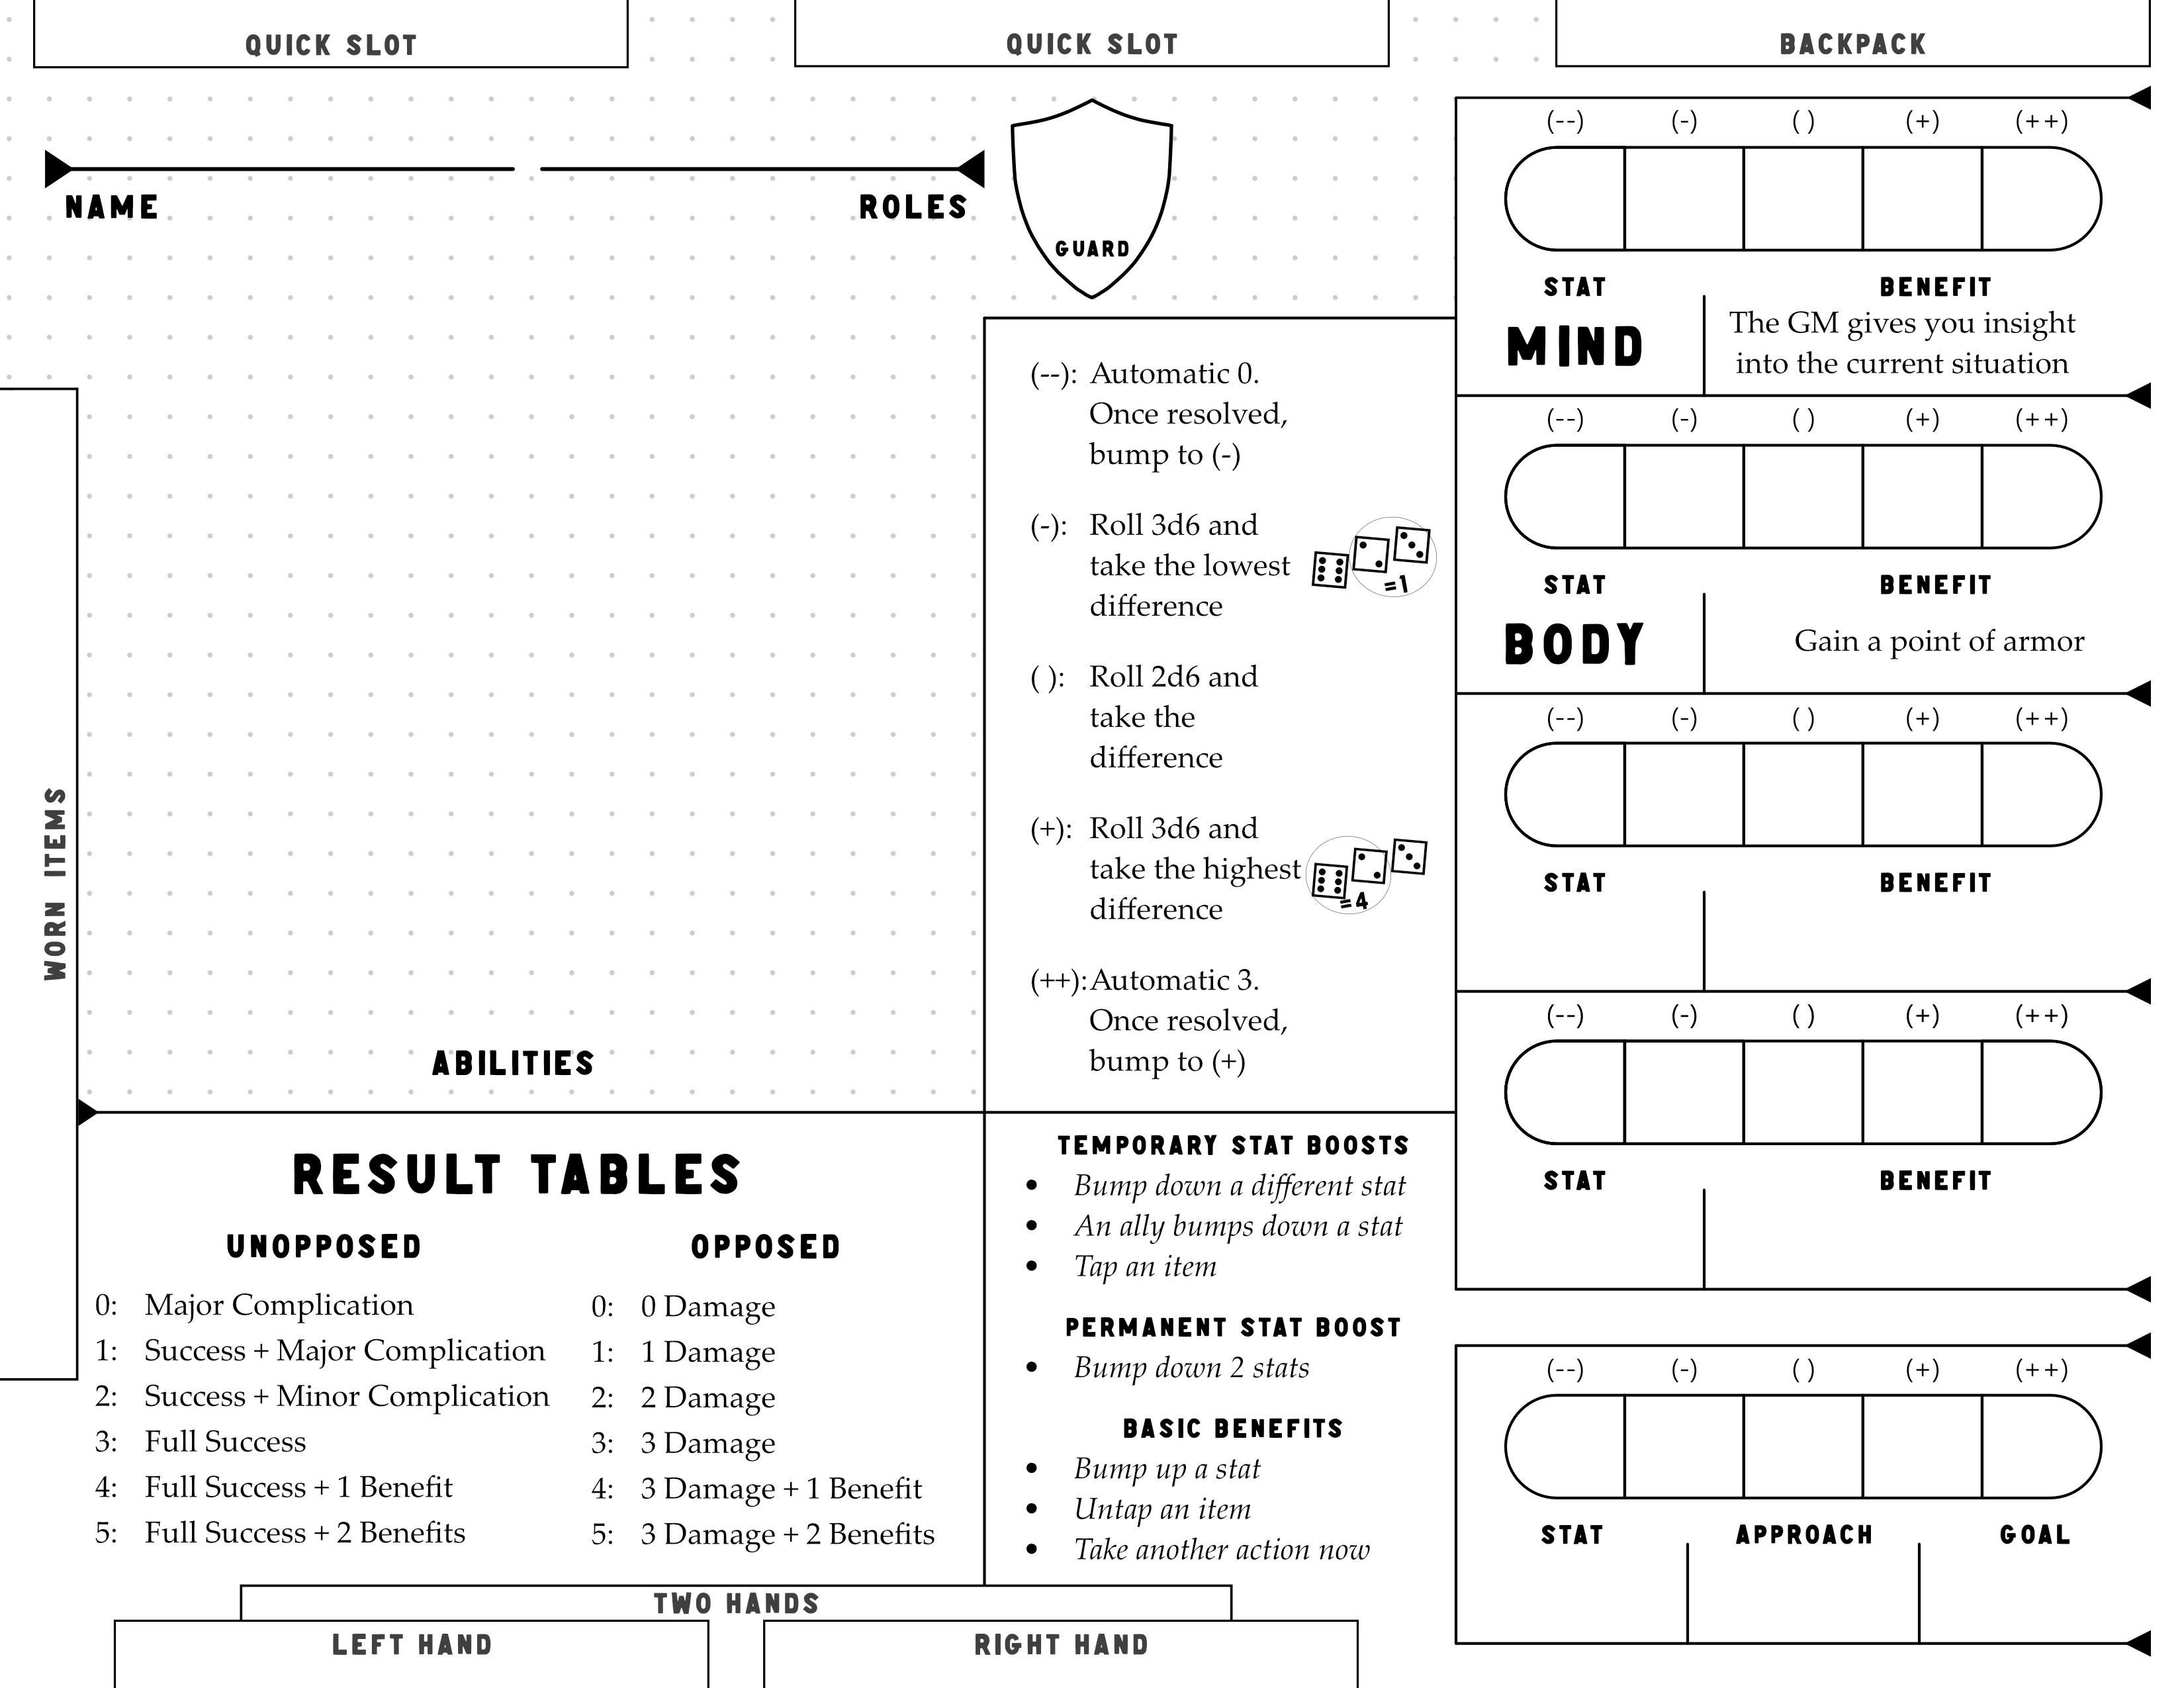 QUICK SLOT
QUICK SLOT
BACKPACK
NAME
ROLES
GUARD
WORN ITEMS
ABILITIES
(--): Automatic 0.
Once resolved,
bump to (-)
(-): Roll 3d6 and
take the lowest
difference
=1
( ): Roll 2d6 and
take the
difference
(+): Roll 3d6 and
take the highest
difference
=4
(++): Automatic 3.
Once resolved,
bump to (+)
(--) (-) ( ) (+) (++)
STAT BENEFIT
MIND
The GM gives you insight
into the current situation
(--) (-) ( ) (+) (++)
STAT BENEFIT
BODY
Gain a point of armor
(--) (-) ( ) (+) (++)
STAT BENEFIT
(--) (-) ( ) (+) (++)
STAT BENEFIT
(--) (-) ( ) (+) (++)
STAT APPROACH GOAL
RESULT TABLES
UNOPPOSED
0: Major Complication
1: Success + Major Complication
2: Success + Minor Complication
3: Full Success
4: Full Success + 1 Benefit
5: Full Success + 2 Benefits
OPPOSED
0: 0 Damage
1: 1 Damage
2: 2 Damage
3: 3 Damage
4: 3 Damage + 1 Benefit
5: 3 Damage + 2 Benefits
TEMPORARY STAT BOOSTS
• Bump down a different stat
• An ally bumps down a stat
• Tap an item
PERMANENT STAT BOOST
• Bump down 2 stats
BASIC BENEFITS
• Bump up a stat
• Untap an item
• Take another action now
TWO HANDS
LEFT HAND
RIGHT HAND